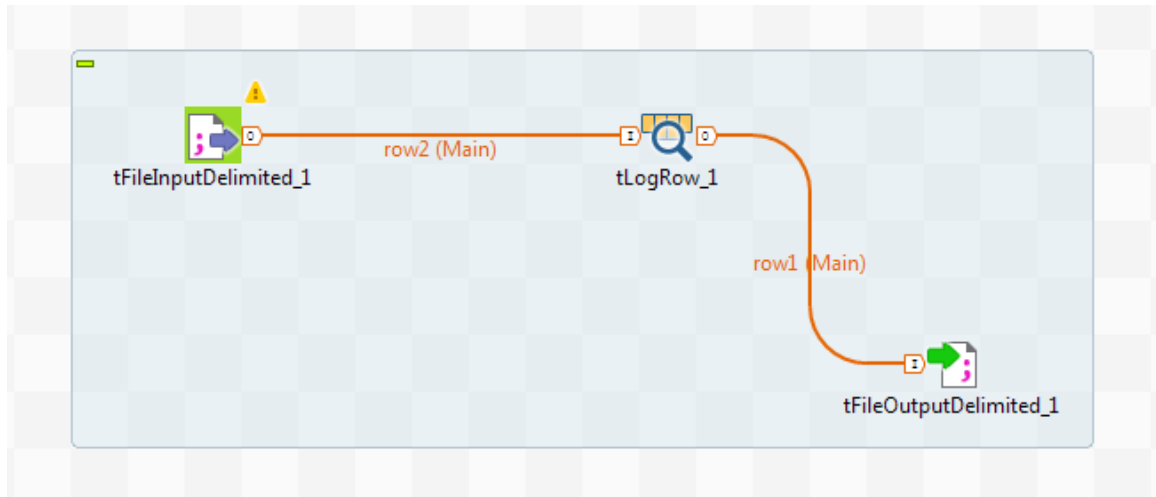 row2 (Main)
tFileInputDelimited_1
tLogRow_1
row1 (Main)
tFileOutputDelimited_1